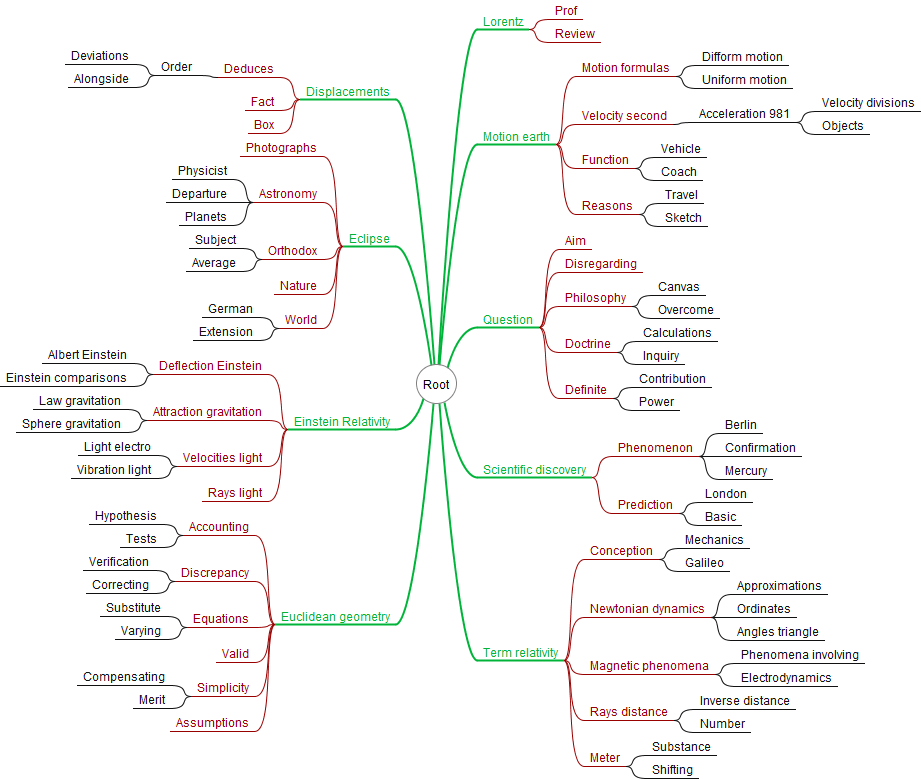 Root
Lorentz
Prof
Review
Motion earth
Motion formulas
Difform motion
Uniform motion
Velocity second
Acceleration 981
Velocity divisions
Objects
Function
Vehicle
Coach
Reasons
Travel
Sketch
Question
Aim
Disregarding
Philosophy
Canvas
Overcome
Doctrine
Calculations
Inquiry
Definite
Contribution
Power
Scientific discovery
Phenomenon
Berlin
Confirmation
Mercury
Prediction
London
Basic
Term relativity
Conception
Mechanics
Galileo
Newtonian dynamics
Approximations
Ordinates
Angles triangle
Magnetic phenomena
Phenomena involving
Electrodynamics
Rays distance
Inverse distance
Number
Meter
Substance
Shifting
Displacements
Deduces
Order
Deviations
Alongside
Fact
Box
Eclipse
Photographs
Astronomy
Physicist
Departure
Planets
Orthodox
Subject
Average
Nature
World
German
Extension
Einstein Relativity
Deflection Einstein
Albert Einstein
Einstein comparisons
Attraction gravitation
Law gravitation
Sphere gravitation
Velocities light
Light electro
Vibration light
Rays light
Euclidean geometry
Accounting
Hypothesis
Tests
Discrepancy
Verification
Correcting
Equations
Substitute
Varying
Valid
Simplicity
Compensating
Merit
Assumptions